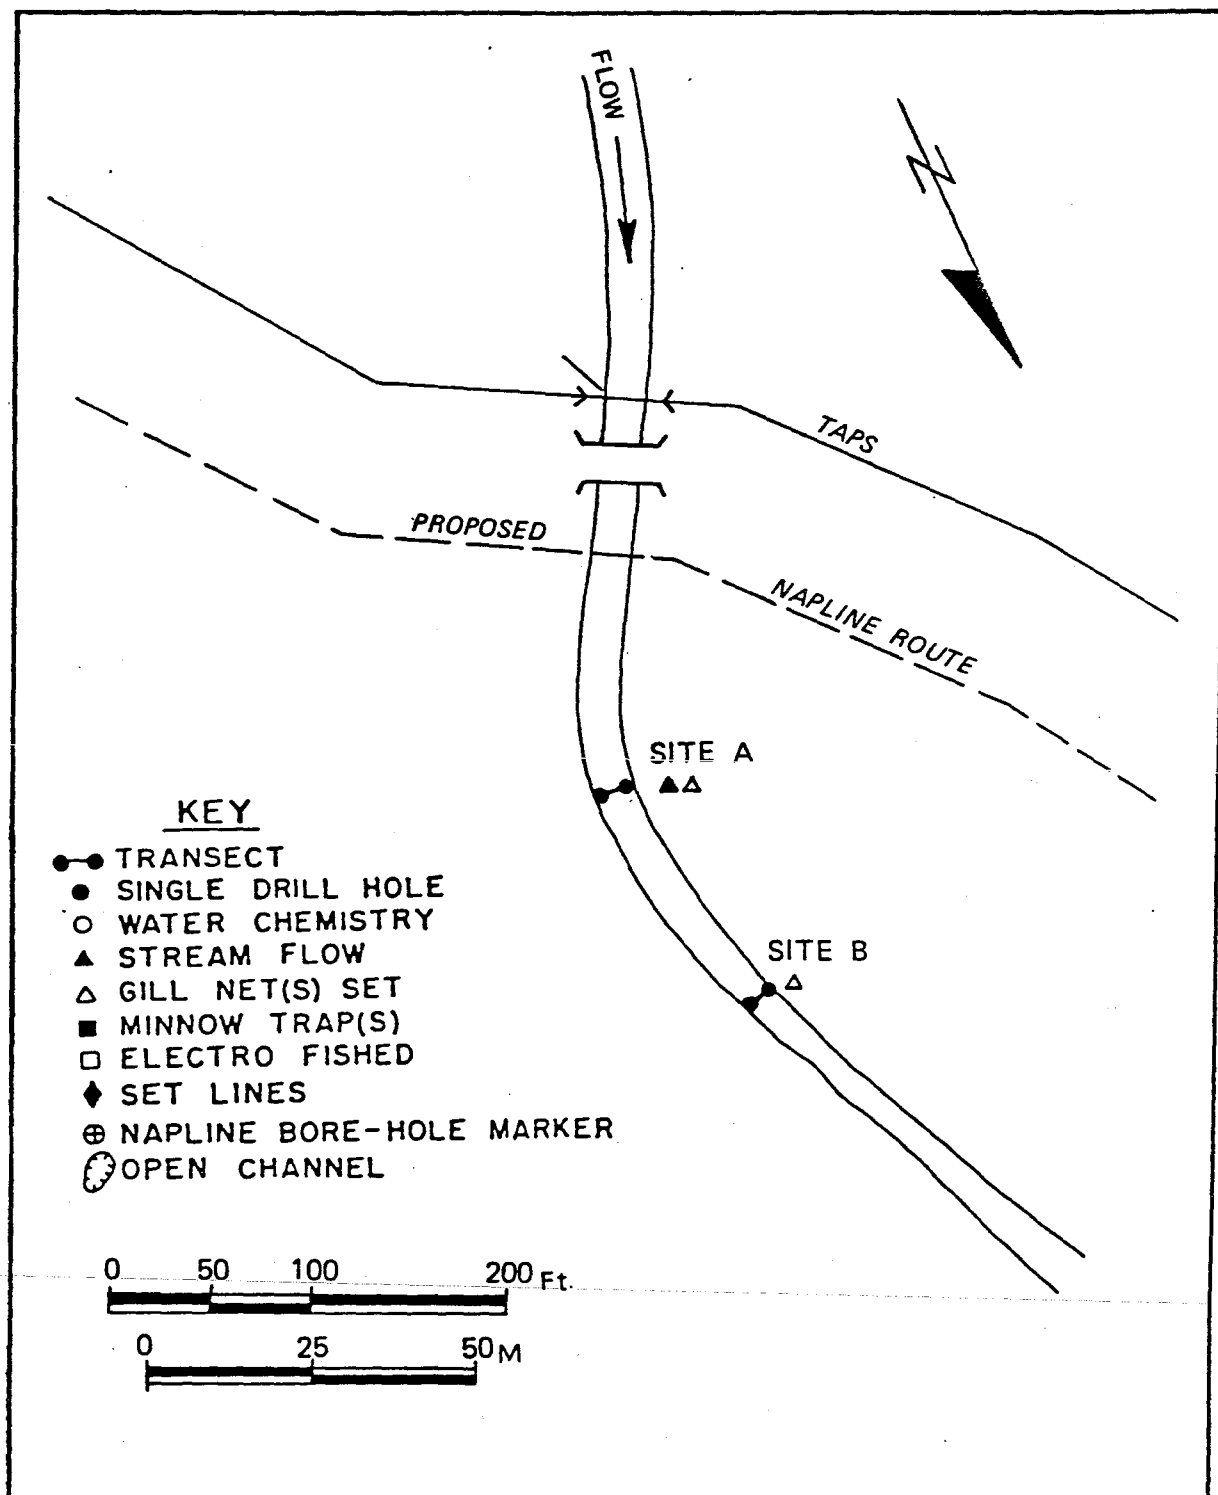 FLOW
N
TAPS
PROPOSED
NAPLINE ROUTE
SITE A
SITE B
KEY
TRANSECT
SINGLE DRILL HOLE
WATER CHEMISTRY
STREAM FLOW
GILL NET(S) SET
MINNOW TRAP(S)
ELECTRO FISHED
SET LINES
NAPLINE BORE-HOLE MARKER
OPEN CHANNEL
0 50 100 200 Ft.
0 25 50 M